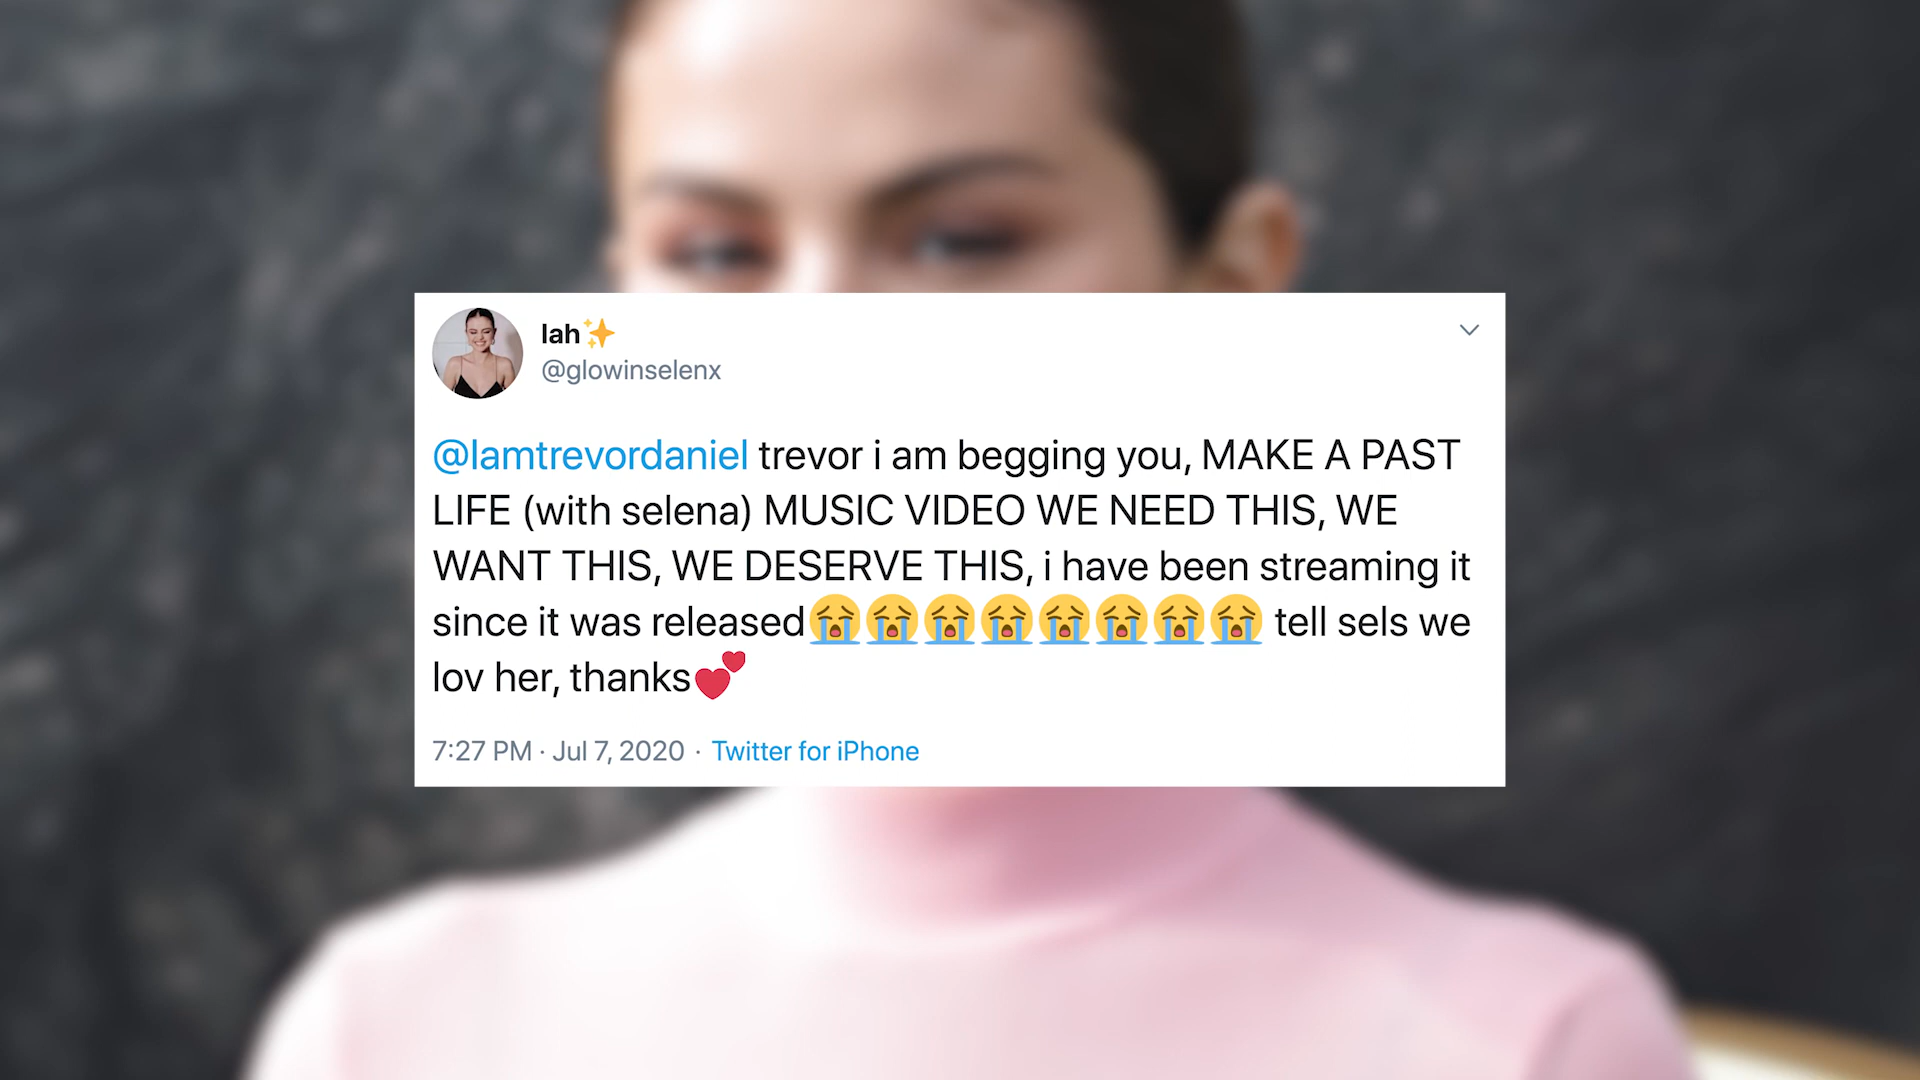 lah✨
@glowinselenx
@Iamtrevordaniel trevor i am begging you, MAKE A PAST
LIFE (with selena) MUSIC VIDEO WE NEED THIS, WE
WANT THIS, WE DESERVE THIS, i have been streaming it
since it was released😭😭😭😭😭😭😭😭 tell sels we
lov her, thanks💕
7:27 PM · Jul 7, 2020 · Twitter for iPhone